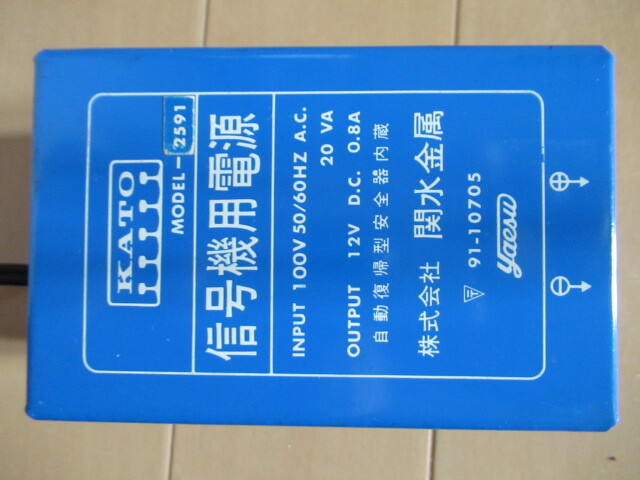 KATO
MODEL-2591
信号機用電源
INPUT 100V 50/60HZ A.C.
20 VA
OUTPUT 12V D.C. 0.8A
自動復帰型安全器内蔵
株式会社 関水金属
〒 91-10705
yaesu
⊖ ⊕